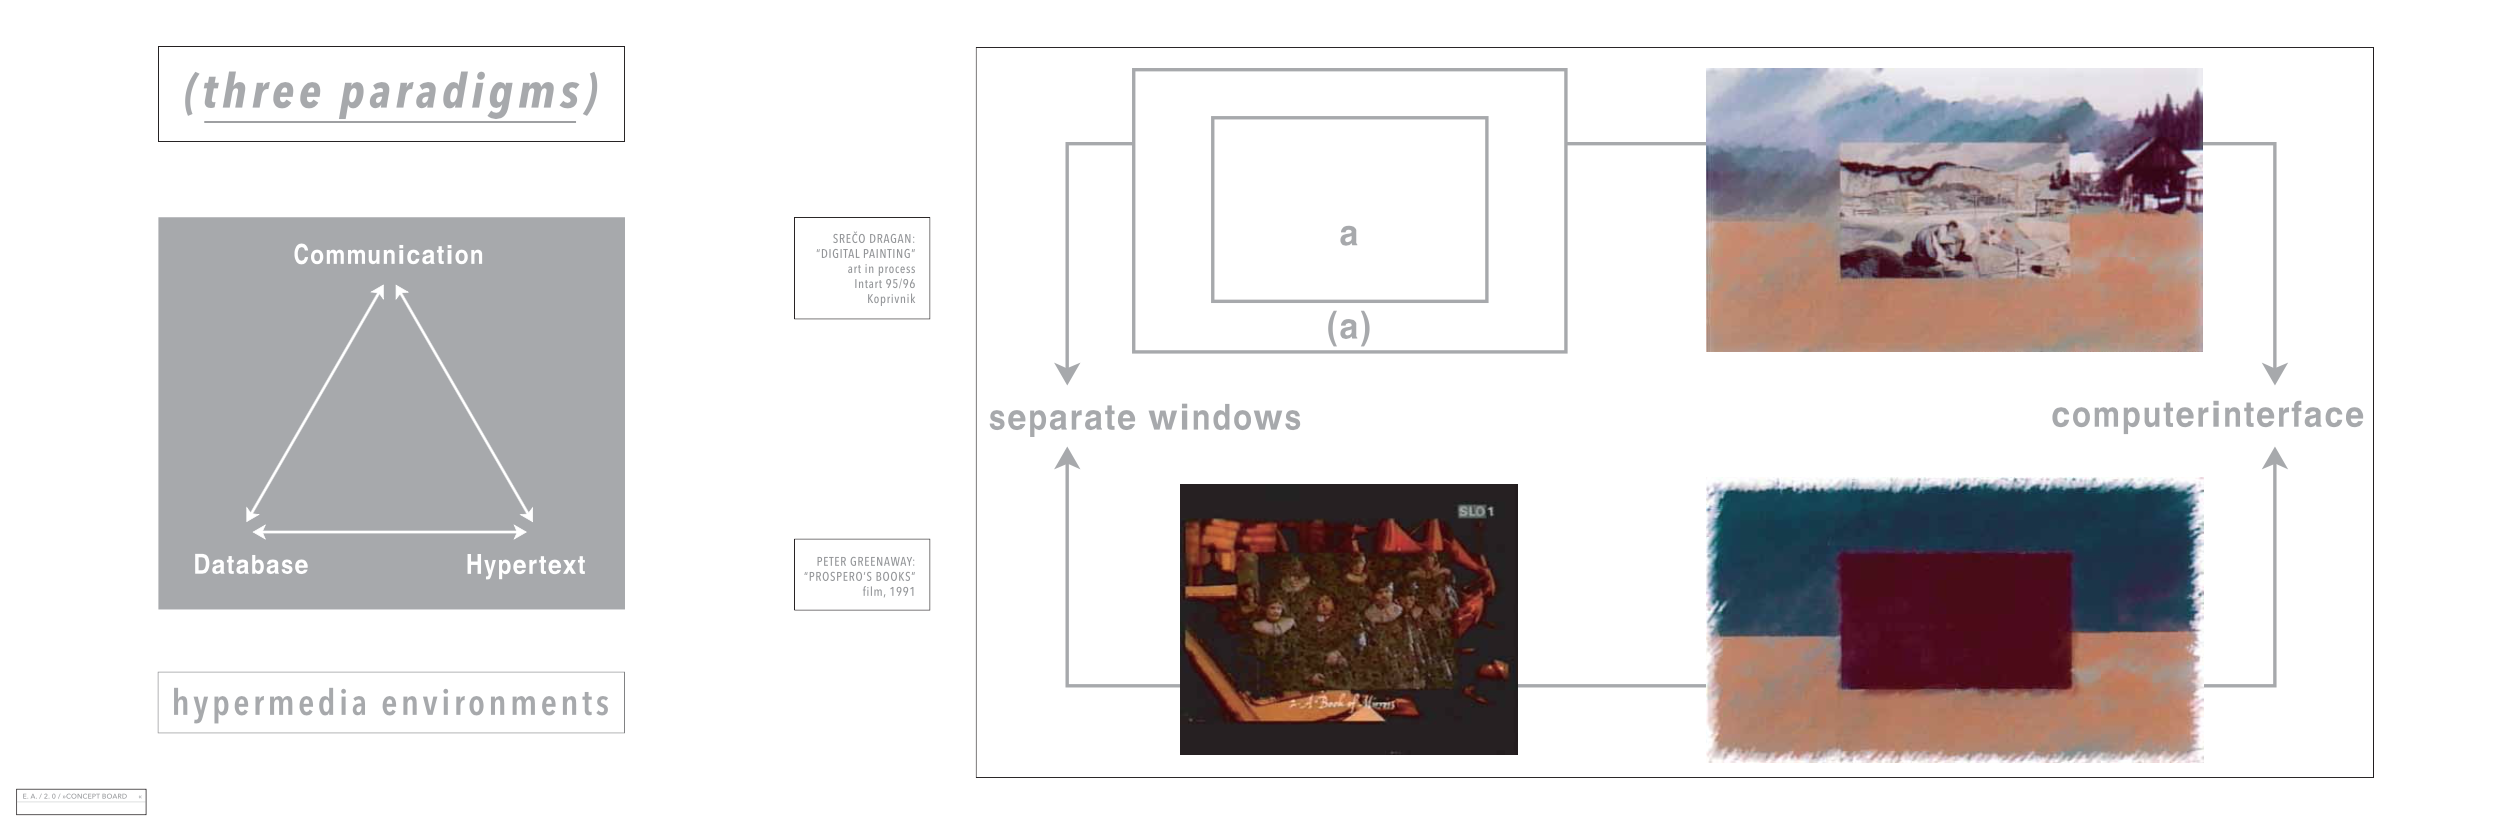 (three paradigms)
Communication
Database
Hypertext
hypermedia environments
E. A. / 2. 0 / »CONCEPT BOARD «
SREČO DRAGAN:
“DIGITAL PAINTING”
art in process
Intart 95/96
Koprivnik
PETER GREENAWAY:
“PROSPERO’S BOOKS”
film, 1991
a
(a)
separate windows
computerinterface
SLO 1
A Book of Mirrors